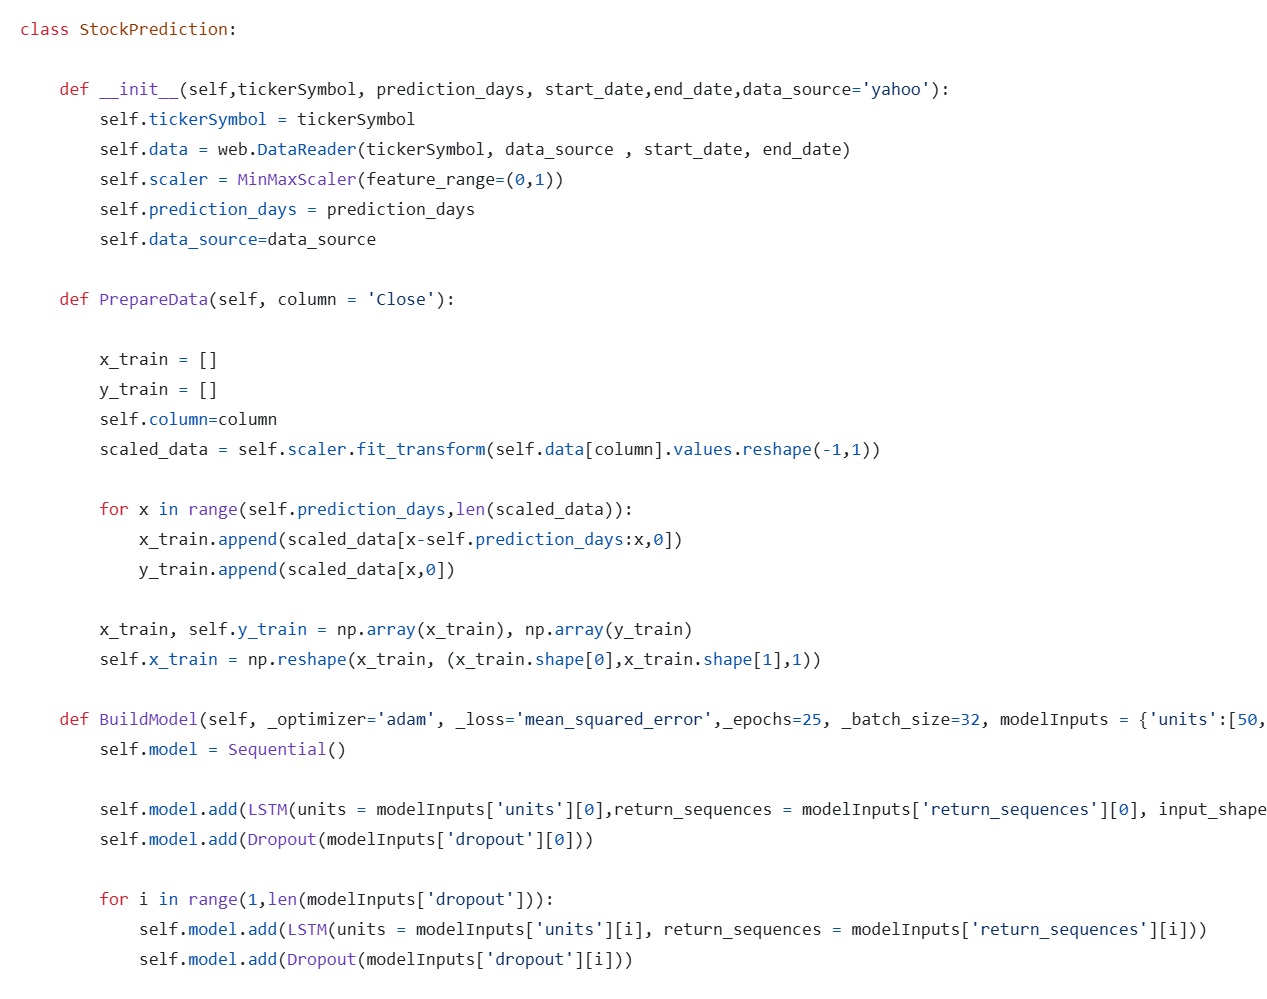 class StockPrediction:
def __init__(self,tickerSymbol, prediction_days, start_date,end_date,data_source='yahoo'):
self.tickerSymbol = tickerSymbol
self.data = web.DataReader(tickerSymbol, data_source , start_date, end_date)
self.scaler = MinMaxScaler(feature_range=(0,1))
self.prediction_days = prediction_days
self.data_source=data_source
def PrepareData(self, column = 'Close'):
x_train = []
y_train = []
self.column=column
scaled_data = self.scaler.fit_transform(self.data[column].values.reshape(-1,1))
for x in range(self.prediction_days,len(scaled_data)):
x_train.append(scaled_data[x-self.prediction_days:x,0])
y_train.append(scaled_data[x,0])
x_train, self.y_train = np.array(x_train), np.array(y_train)
self.x_train = np.reshape(x_train, (x_train.shape[0],x_train.shape[1],1))
def BuildModel(self, _optimizer='adam', _loss='mean_squared_error',_epochs=25, _batch_size=32, modelInputs = {'units':[50,
self.model = Sequential()
self.model.add(LSTM(units = modelInputs['units'][0],return_sequences = modelInputs['return_sequences'][0], input_shape
self.model.add(Dropout(modelInputs['dropout'][0]))
for i in range(1,len(modelInputs['dropout'])):
self.model.add(LSTM(units = modelInputs['units'][i], return_sequences = modelInputs['return_sequences'][i]))
self.model.add(Dropout(modelInputs['dropout'][i]))